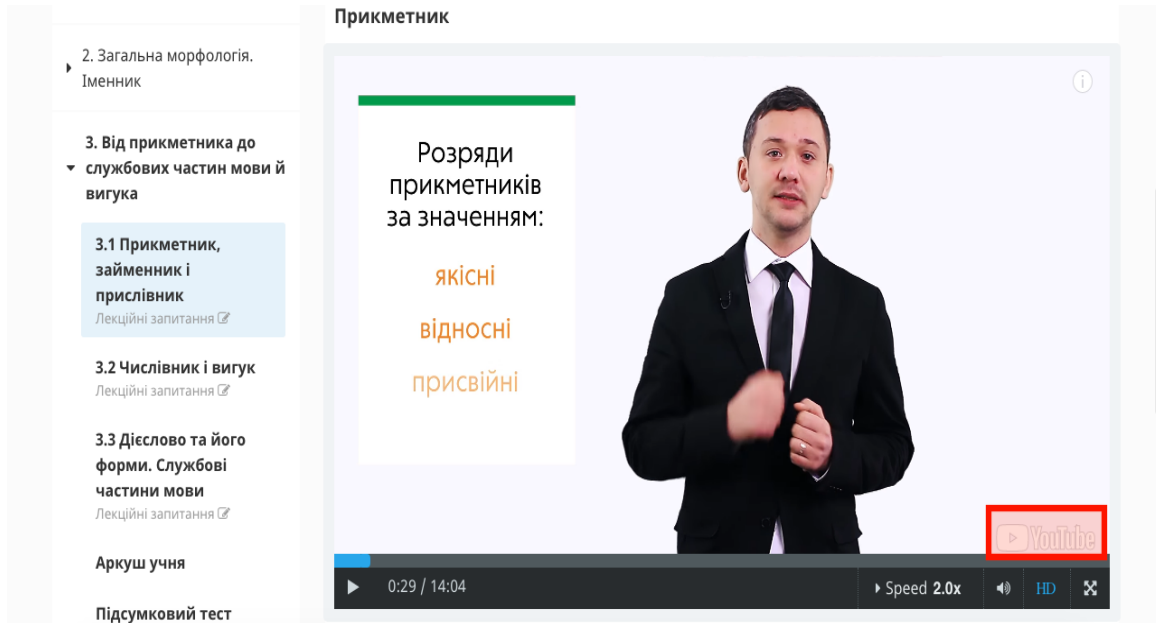 Прикметник
2. Загальна морфологія.
Іменник
3. Від прикметника до
службових частин мови й
вигука
3.1 Прикметник,
займенник і
прислівник
Лекційні запитання
3.2 Числівник і вигук
Лекційні запитання
3.3 Дієслово та його
форми. Службові
частини мови
Лекційні запитання
Аркуш учня
Підсумковий тест
Розряди
прикметників
за значенням:
якісні
відносні
присвійні
YouTube
0:29 / 14:04
Speed 2.0x
HD